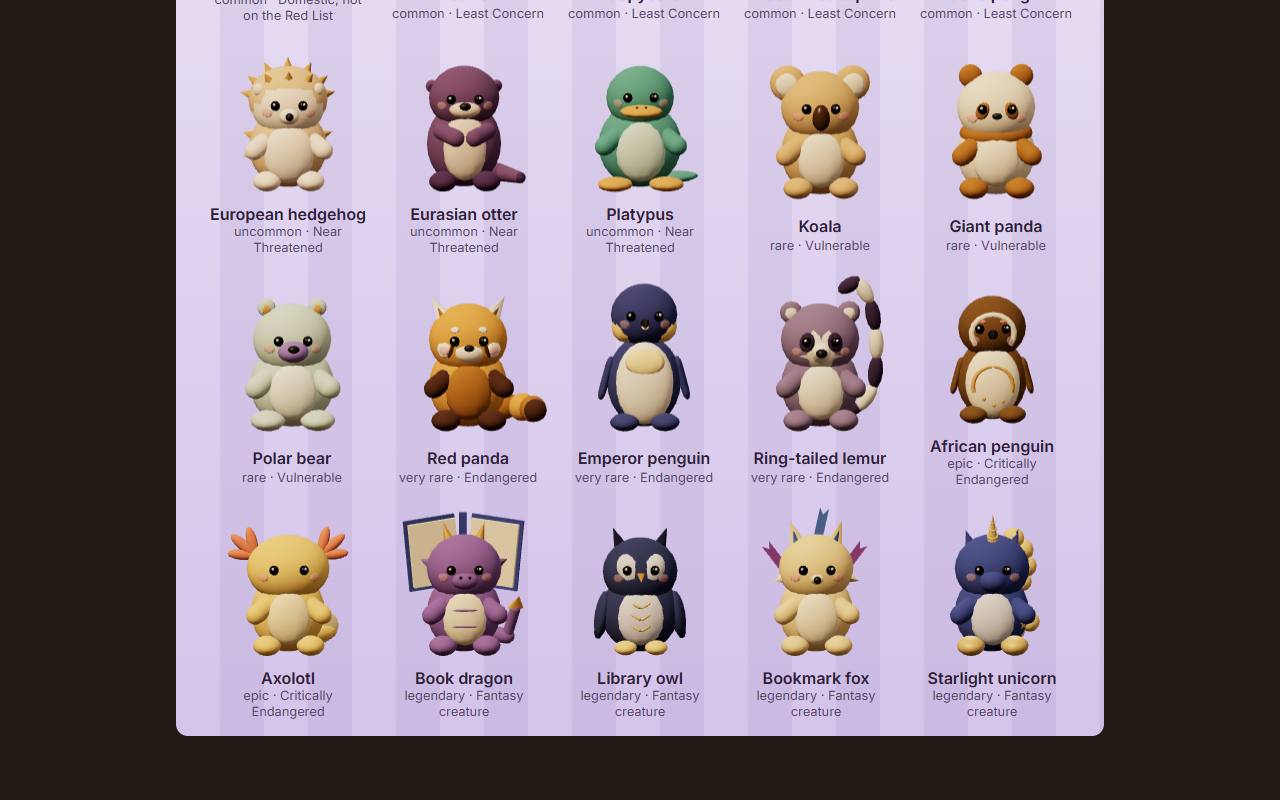 on the Red List
common · Least Concern
common · Least Concern
common · Least Concern
common · Least Concern
European hedgehog
uncommon · Near
Threatened
Eurasian otter
uncommon · Near
Threatened
Platypus
uncommon · Near
Threatened
Koala
rare · Vulnerable
Giant panda
rare · Vulnerable
Polar bear
rare · Vulnerable
Red panda
very rare · Endangered
Emperor penguin
very rare · Endangered
Ring-tailed lemur
very rare · Endangered
African penguin
epic · Critically
Endangered
Axolotl
epic · Critically
Endangered
Book dragon
legendary · Fantasy
creature
Library owl
legendary · Fantasy
creature
Bookmark fox
legendary · Fantasy
creature
Starlight unicorn
legendary · Fantasy
creature